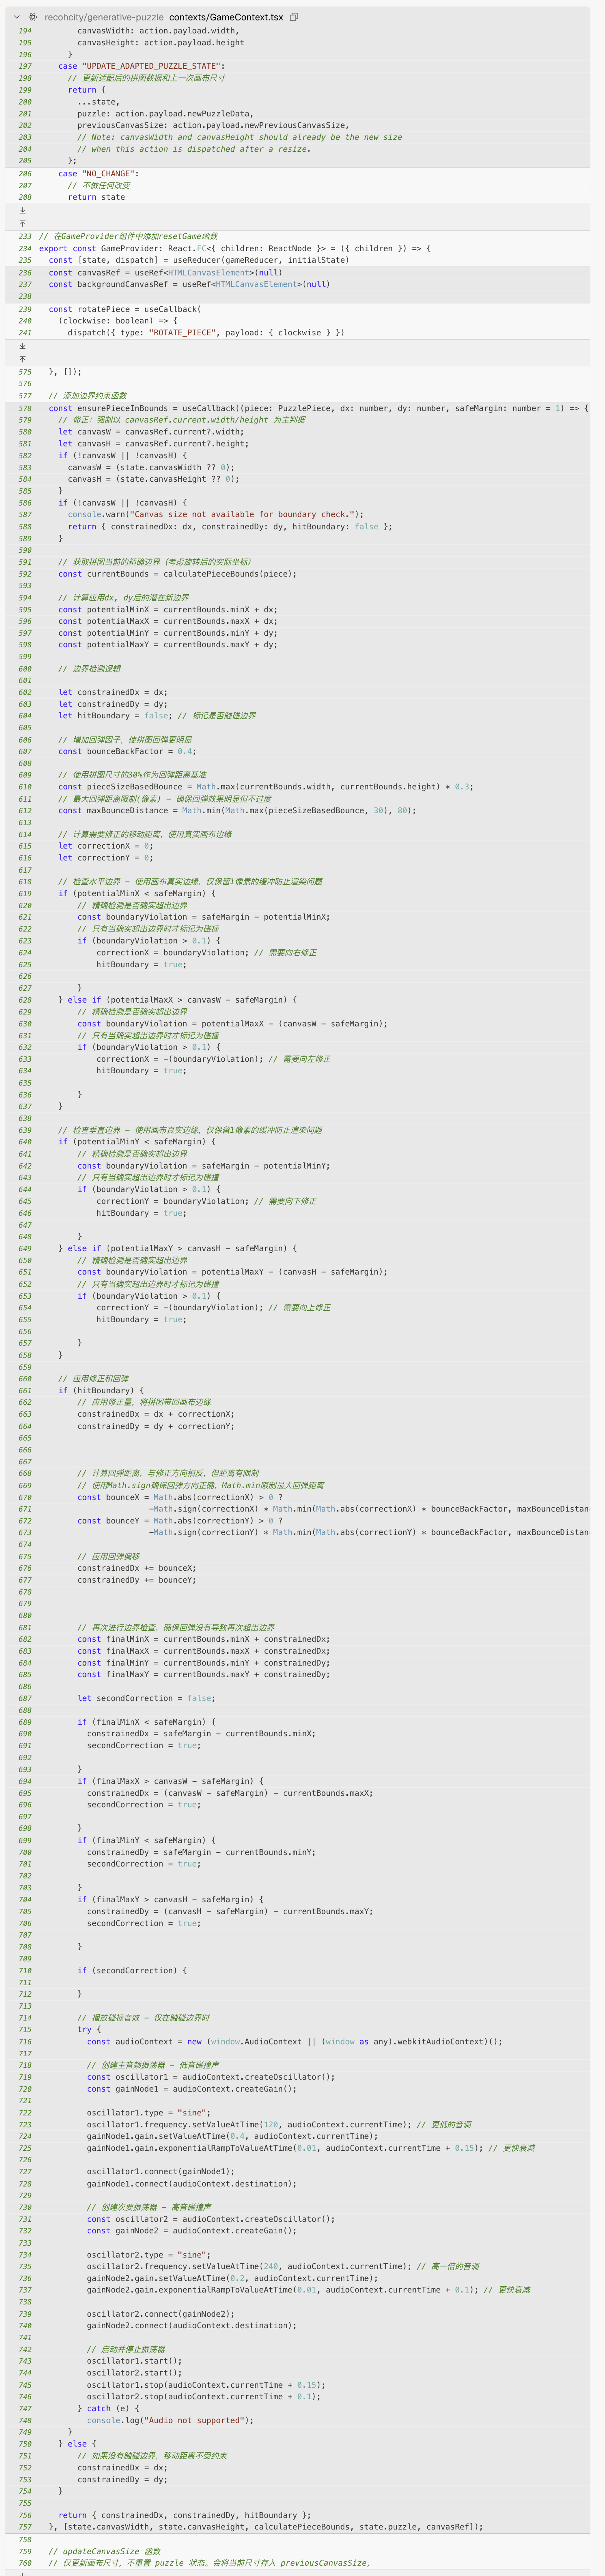 recohcity/generative-puzzle contexts/GameContext.tsx
194 canvasWidth: action.payload.width,
195 canvasHeight: action.payload.height
196 }
197 case "UPDATE_ADAPTED_PUZZLE_STATE":
198 // 更新适配后的拼图数据和上一次画布尺寸
199 return {
200 ...state,
201 puzzle: action.payload.newPuzzleData,
202 previousCanvasSize: action.payload.newPreviousCanvasSize,
203 // Note: canvasWidth and canvasHeight should already be the new size
204 // when this action is dispatched after a resize.
205 };
206 case "NO_CHANGE":
207 // 不做任何改变
208 return state
233 // 在GameProvider组件中添加resetGame函数
234 export const GameProvider: React.FC<{ children: ReactNode }> = ({ children }) => {
235 const [state, dispatch] = useReducer(gameReducer, initialState)
236 const canvasRef = useRef<HTMLCanvasElement>(null)
237 const backgroundCanvasRef = useRef<HTMLCanvasElement>(null)
238
239 const rotatePiece = useCallback(
240 (clockwise: boolean) => {
241 dispatch({ type: "ROTATE_PIECE", payload: { clockwise } })
575 }, []);
576
577 // 添加边界约束函数
578 const ensurePieceInBounds = useCallback((piece: PuzzlePiece, dx: number, dy: number, safeMargin: number = 1) => {
579 // 修正：强制以 canvasRef.current.width/height 为主判据
580 let canvasW = canvasRef.current?.width;
581 let canvasH = canvasRef.current?.height;
582 if (!canvasW || !canvasH) {
583 canvasW = (state.canvasWidth ?? 0);
584 canvasH = (state.canvasHeight ?? 0);
585 }
586 if (!canvasW || !canvasH) {
587 console.warn("Canvas size not available for boundary check.");
588 return { constrainedDx: dx, constrainedDy: dy, hitBoundary: false };
589 }
590
591 // 获取拼图当前的精确边界（考虑旋转后的实际坐标）
592 const currentBounds = calculatePieceBounds(piece);
593
594 // 计算应用dx, dy后的潜在新边界
595 const potentialMinX = currentBounds.minX + dx;
596 const potentialMaxX = currentBounds.maxX + dx;
597 const potentialMinY = currentBounds.minY + dy;
598 const potentialMaxY = currentBounds.maxY + dy;
599
600 // 边界检测逻辑
601
602 let constrainedDx = dx;
603 let constrainedDy = dy;
604 let hitBoundary = false; // 标记是否触碰边界
605
606 // 增加回弹因子，使拼图回弹更明显
607 const bounceBackFactor = 0.4;
608
609 // 使用拼图尺寸的30%作为回弹距离基准
610 const pieceSizeBasedBounce = Math.max(currentBounds.width, currentBounds.height) * 0.3;
611 // 最大回弹距离限制(像素) - 确保回弹效果明显但不过度
612 const maxBounceDistance = Math.min(Math.max(pieceSizeBasedBounce, 30), 80);
613
614 // 计算需要修正的移动距离，使用真实画布边缘
615 let correctionX = 0;
616 let correctionY = 0;
617
618 // 检查水平边界 - 使用画布真实边缘，仅保留1像素的缓冲防止渲染问题
619 if (potentialMinX < safeMargin) {
620 // 精确检测是否确实超出边界
621 const boundaryViolation = safeMargin - potentialMinX;
622 // 只有当确实超出边界时才标记为碰撞
623 if (boundaryViolation > 0.1) {
624 correctionX = boundaryViolation; // 需要向右修正
625 hitBoundary = true;
626
627 }
628 } else if (potentialMaxX > canvasW - safeMargin) {
629 // 精确检测是否确实超出边界
630 const boundaryViolation = potentialMaxX - (canvasW - safeMargin);
631 // 只有当确实超出边界时才标记为碰撞
632 if (boundaryViolation > 0.1) {
633 correctionX = -(boundaryViolation); // 需要向左修正
634 hitBoundary = true;
635
636 }
637 }
638
639 // 检查垂直边界 - 使用画布真实边缘，仅保留1像素的缓冲防止渲染问题
640 if (potentialMinY < safeMargin) {
641 // 精确检测是否确实超出边界
642 const boundaryViolation = safeMargin - potentialMinY;
643 // 只有当确实超出边界时才标记为碰撞
644 if (boundaryViolation > 0.1) {
645 correctionY = boundaryViolation; // 需要向下修正
646 hitBoundary = true;
647
648 }
649 } else if (potentialMaxY > canvasH - safeMargin) {
650 // 精确检测是否确实超出边界
651 const boundaryViolation = potentialMaxY - (canvasH - safeMargin);
652 // 只有当确实超出边界时才标记为碰撞
653 if (boundaryViolation > 0.1) {
654 correctionY = -(boundaryViolation); // 需要向上修正
655 hitBoundary = true;
656
657 }
658 }
659
660 // 应用修正和回弹
661 if (hitBoundary) {
662 // 应用修正量，将拼图带回画布边缘
663 constrainedDx = dx + correctionX;
664 constrainedDy = dy + correctionY;
665
666
667
668 // 计算回弹距离，与修正方向相反，但距离有限制
669 // 使用Math.sign确保回弹方向正确，Math.min限制最大回弹距离
670 const bounceX = Math.abs(correctionX) > 0 ?
671 -Math.sign(correctionX) * Math.min(Math.abs(correctionX) * bounceBackFactor, maxBounceDistan
672 const bounceY = Math.abs(correctionY) > 0 ?
673 -Math.sign(correctionY) * Math.min(Math.abs(correctionY) * bounceBackFactor, maxBounceDistan
674
675 // 应用回弹偏移
676 constrainedDx += bounceX;
677 constrainedDy += bounceY;
678
679
680
681 // 再次进行边界检查，确保回弹没有导致再次超出边界
682 const finalMinX = currentBounds.minX + constrainedDx;
683 const finalMaxX = currentBounds.maxX + constrainedDx;
684 const finalMinY = currentBounds.minY + constrainedDy;
685 const finalMaxY = currentBounds.maxY + constrainedDy;
686
687 let secondCorrection = false;
688
689 if (finalMinX < safeMargin) {
690 constrainedDx = safeMargin - currentBounds.minX;
691 secondCorrection = true;
692
693 }
694 if (finalMaxX > canvasW - safeMargin) {
695 constrainedDx = (canvasW - safeMargin) - currentBounds.maxX;
696 secondCorrection = true;
697
698 }
699 if (finalMinY < safeMargin) {
700 constrainedDy = safeMargin - currentBounds.minY;
701 secondCorrection = true;
702
703 }
704 if (finalMaxY > canvasH - safeMargin) {
705 constrainedDy = (canvasH - safeMargin) - currentBounds.maxY;
706 secondCorrection = true;
707
708 }
709
710 if (secondCorrection) {
711
712 }
713
714 // 播放碰撞音效 - 仅在触碰边界时
715 try {
716 const audioContext = new (window.AudioContext || (window as any).webkitAudioContext)();
717
718 // 创建主音频振荡器 - 低音碰撞声
719 const oscillator1 = audioContext.createOscillator();
720 const gainNode1 = audioContext.createGain();
721
722 oscillator1.type = "sine";
723 oscillator1.frequency.setValueAtTime(120, audioContext.currentTime); // 更低的音调
724 gainNode1.gain.setValueAtTime(0.4, audioContext.currentTime);
725 gainNode1.gain.exponentialRampToValueAtTime(0.01, audioContext.currentTime + 0.15); // 更快衰减
726
727 oscillator1.connect(gainNode1);
728 gainNode1.connect(audioContext.destination);
729
730 // 创建次要振荡器 - 高音碰撞声
731 const oscillator2 = audioContext.createOscillator();
732 const gainNode2 = audioContext.createGain();
733
734 oscillator2.type = "sine";
735 oscillator2.frequency.setValueAtTime(240, audioContext.currentTime); // 高一倍的音调
736 gainNode2.gain.setValueAtTime(0.2, audioContext.currentTime);
737 gainNode2.gain.exponentialRampToValueAtTime(0.01, audioContext.currentTime + 0.1); // 更快衰减
738
739 oscillator2.connect(gainNode2);
740 gainNode2.connect(audioContext.destination);
741
742 // 启动并停止振荡器
743 oscillator1.start();
744 oscillator2.start();
745 oscillator1.stop(audioContext.currentTime + 0.15);
746 oscillator2.stop(audioContext.currentTime + 0.1);
747 } catch (e) {
748 console.log("Audio not supported");
749 }
750 } else {
751 // 如果没有触碰边界，移动距离不受约束
752 constrainedDx = dx;
753 constrainedDy = dy;
754 }
755
756 return { constrainedDx, constrainedDy, hitBoundary };
757 }, [state.canvasWidth, state.canvasHeight, calculatePieceBounds, state.puzzle, canvasRef]);
758
759 // updateCanvasSize 函数
760 // 仅更新画布尺寸，不重置 puzzle 状态。会将当前尺寸存入 previousCanvasSize，